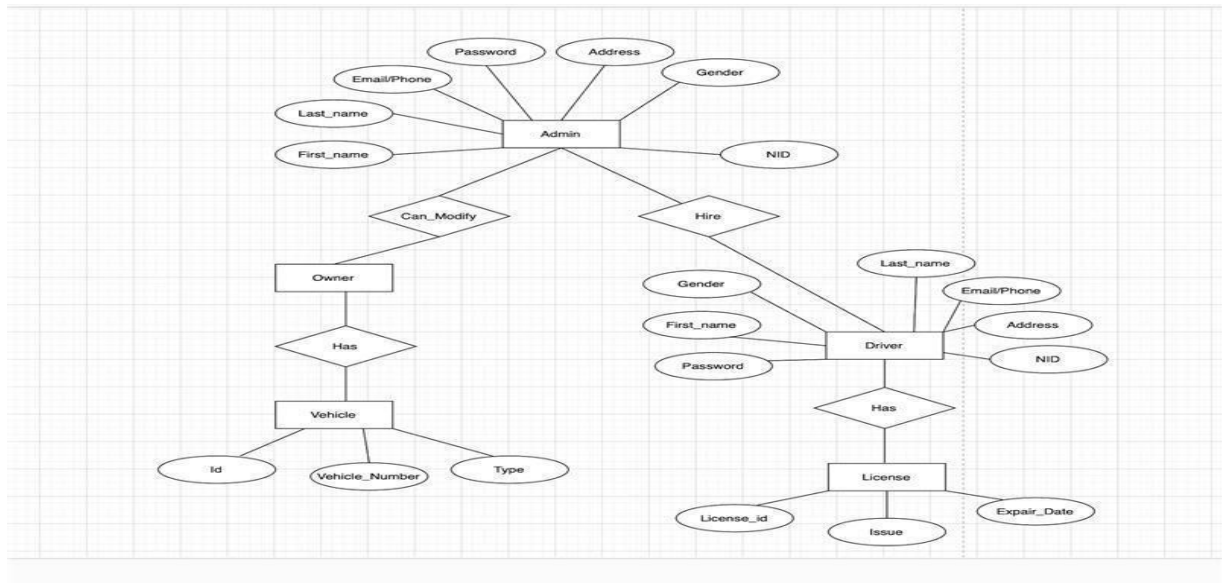 Password
Address
Email/Phone
Gender
Last_name
Admin
First_name
NID
Can_Modify
Hire
Owner
Last_name
Gender
Email/Phone
First_name
Address
Has
Driver
NID
Password
Vehicle
Has
Id
Vehicle_Number
Type
License
License_id
Expair_Date
Issue